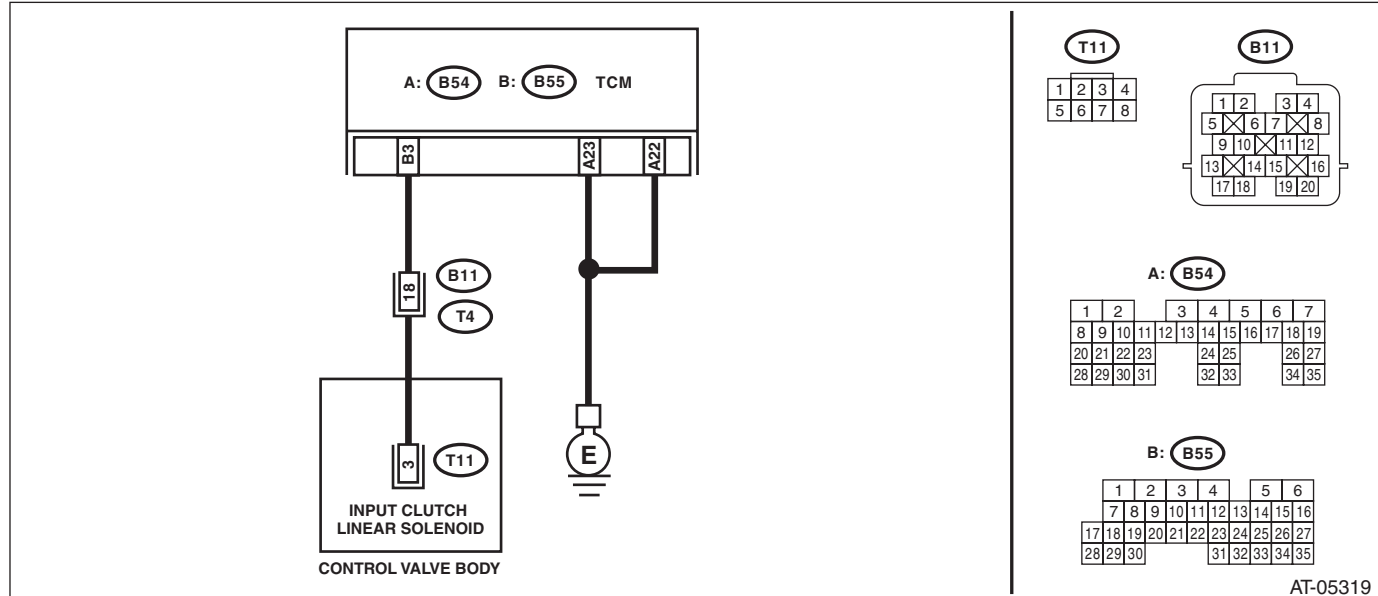 A: B54 B: B55 TCM
B3 A23 A22
18
B11
T4
3
T11
E
INPUT CLUTCH
LINEAR SOLENOID
CONTROL VALVE BODY
T11
1 2 3 4
5 6 7 8
B11
1 2 3 4
5 6 7 8
9 10 11 12
13 14 15 16
17 18 19 20
A: B54
1 2 3 4 5 6 7
8 9 10 11 12 13 14 15 16 17 18 19
20 21 22 23 24 25 26 27
28 29 30 31 32 33 34 35
B: B55
1 2 3 4 5 6
7 8 9 10 11 12 13 14 15 16
17 18 19 20 21 22 23 24 25 26 27
28 29 30 31 32 33 34 35
AT-05319